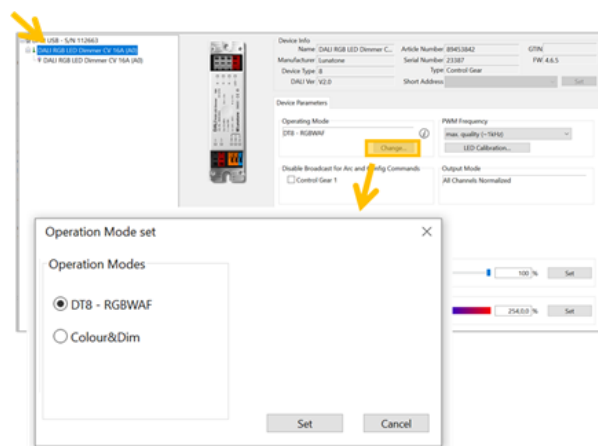 USB - S/N 112663
DALI RGB LED Dimmer CV 16A (A0)
DALI RGB LED Dimmer CV 16A (A0)
Device Info
Name DALI RGB LED Dimmer C... Article Number 89453842 GTIN
Manufacturer Lunatone Serial Number 23387 FW 4.6.5
Device Type 8 Type Control Gear
DALI Ver V2.0 Short Address Set
Device Parameters
Operating Mode PWM Frequency
DT8 - RGBWAF max. quality (~1kHz)
Change... LED Calibration...
Disable Broadcast for Arc and Config Commands Output Mode
Control Gear 1 All Channels Normalized
100 % Set
254,0,0 % Set
Operation Mode set
Operation Modes
DT8 - RGBWAF
Colour&Dim
Set Cancel